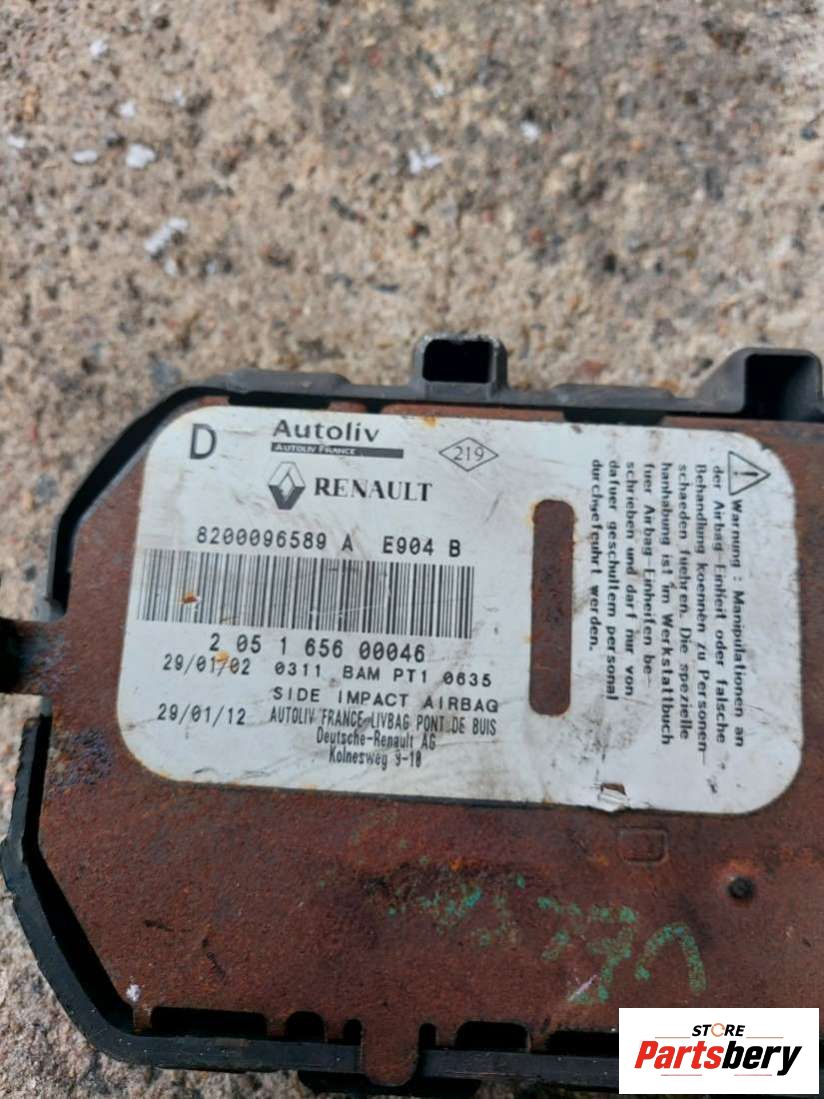 D
Autoliv
AUTOLIV FRANCE
219
RENAULT
8200096589 A E904 B
2 05 1 656 00046
29/01/02 0311 BAM PT1 0635
SIDE IMPACT AIRBAG
29/01/12 AUTOLIV FRANCE-LIVBAG PONT DE BUIS
Deutsche-Renault AG
Kolnesweg 9-10
Warnung : Manipulationen an
der Airbag-Einheit oder falsche
Behandlung koennen zu Personen-
schaeden fuehren. Die spezielle
hanhabung ist im Werkstattbuch
fuer Airbag-Einheifen be-
schrieben und darf nur von
dafuer geschultem personal
durchgefuehrt werden.
STORE
Partsbery